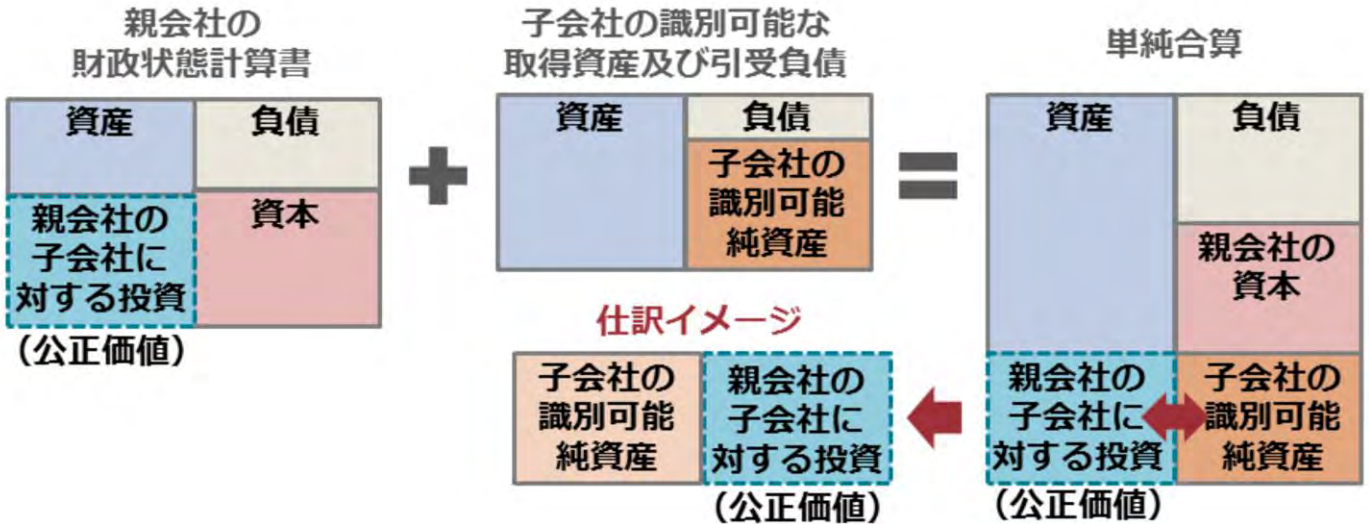 親会社の
財政状態計算書
子会社の識別可能な
取得資産及び引受負債
単純合算
資産
負債
親会社の
子会社に
対する投資
資本
(公正価値)
資産
負債
子会社の
識別可能
純資産
資産
負債
親会社の
資本
親会社の
子会社に
対する投資
子会社の
識別可能
純資産
(公正価値)
仕訳イメージ
子会社の
識別可能
純資産
親会社の
子会社に
対する投資
(公正価値)